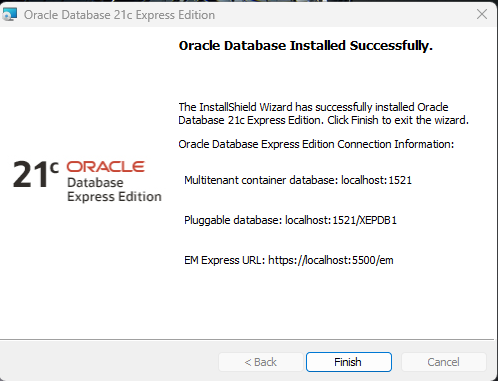 Oracle Database 21c Express Edition
Oracle Database Installed Successfully.
The InstallShield Wizard has successfully installed Oracle
Database 21c Express Edition. Click Finish to exit the wizard.
Oracle Database Express Edition Connection Information:
21c ORACLE
Database
Express Edition
Multitenant container database: localhost:1521
Pluggable database: localhost:1521/XEPDB1
EM Express URL: https://localhost:5500/em
< Back
Finish
Cancel